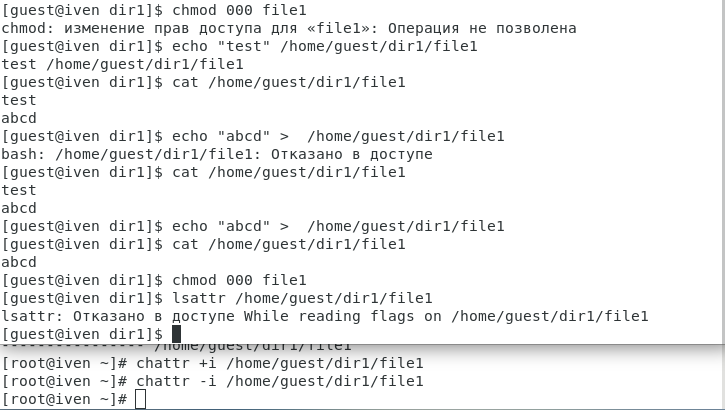 [guest@iven dir1]$ chmod 000 file1
chmod: изменение прав доступа для «file1»: Операция не позволена
[guest@iven dir1]$ echo "test" /home/guest/dir1/file1
test /home/guest/dir1/file1
[guest@iven dir1]$ cat /home/guest/dir1/file1
test
abcd
[guest@iven dir1]$ echo "abcd" >  /home/guest/dir1/file1
bash: /home/guest/dir1/file1: Отказано в доступе
[guest@iven dir1]$ cat /home/guest/dir1/file1
test
abcd
[guest@iven dir1]$ echo "abcd" >  /home/guest/dir1/file1
[guest@iven dir1]$ cat /home/guest/dir1/file1
abcd
[guest@iven dir1]$ chmod 000 file1
[guest@iven dir1]$ lsattr /home/guest/dir1/file1
lsattr: Отказано в доступе While reading flags on /home/guest/dir1/file1
[guest@iven dir1]$
---------------- /home/guest/dir1/file1
[root@iven ~]# chattr +i /home/guest/dir1/file1
[root@iven ~]# chattr -i /home/guest/dir1/file1
[root@iven ~]#